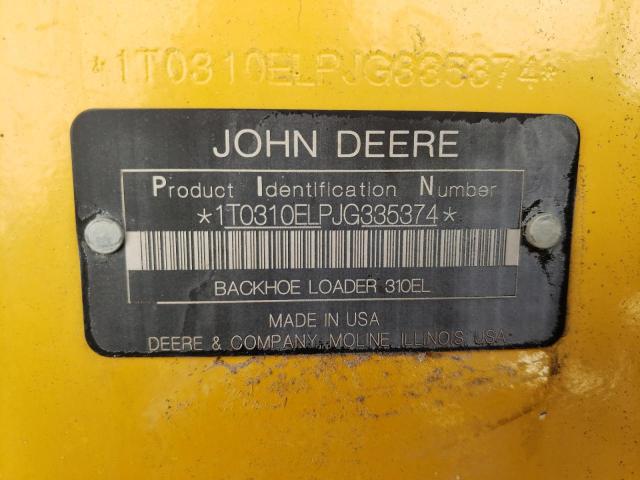 *1T0310ELPJG335374*
JOHN DEERE
Product Identification Number
*1T0310ELPJG335374*
BACKHOE LOADER 310EL
MADE IN USA
DEERE & COMPANY, MOLINE, ILLINOIS, USA